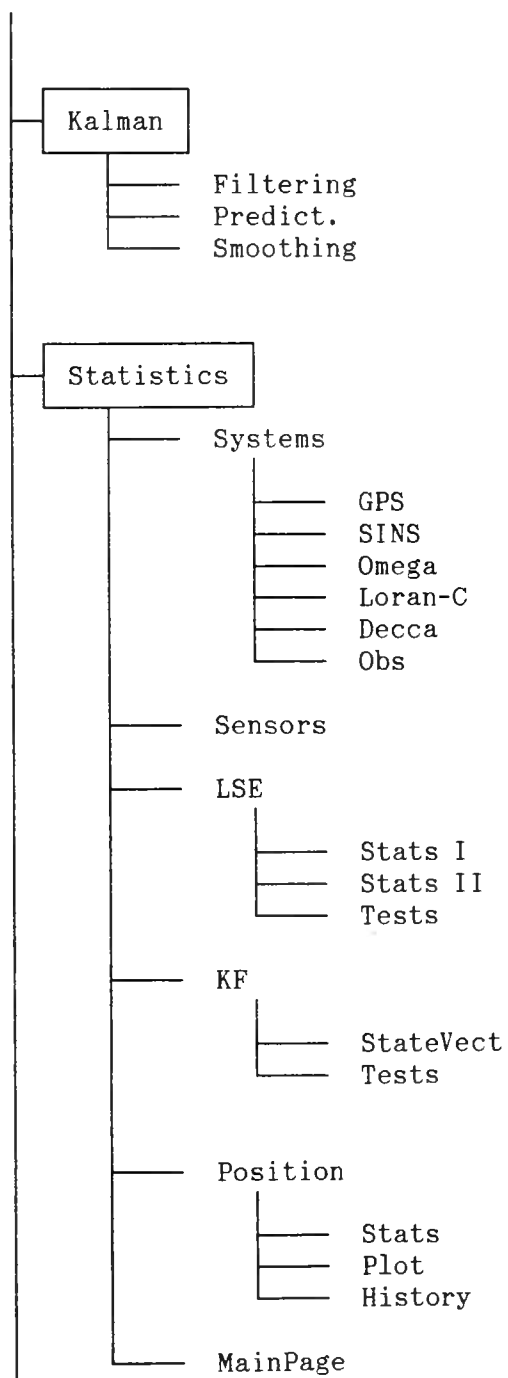 Kalman
Filtering
Predict.
Smoothing
Statistics
Systems
GPS
SINS
Omega
Loran-C
Decca
Obs
Sensors
LSE
Stats I
Stats II
Tests
KF
StateVect
Tests
Position
Stats
Plot
History
MainPage